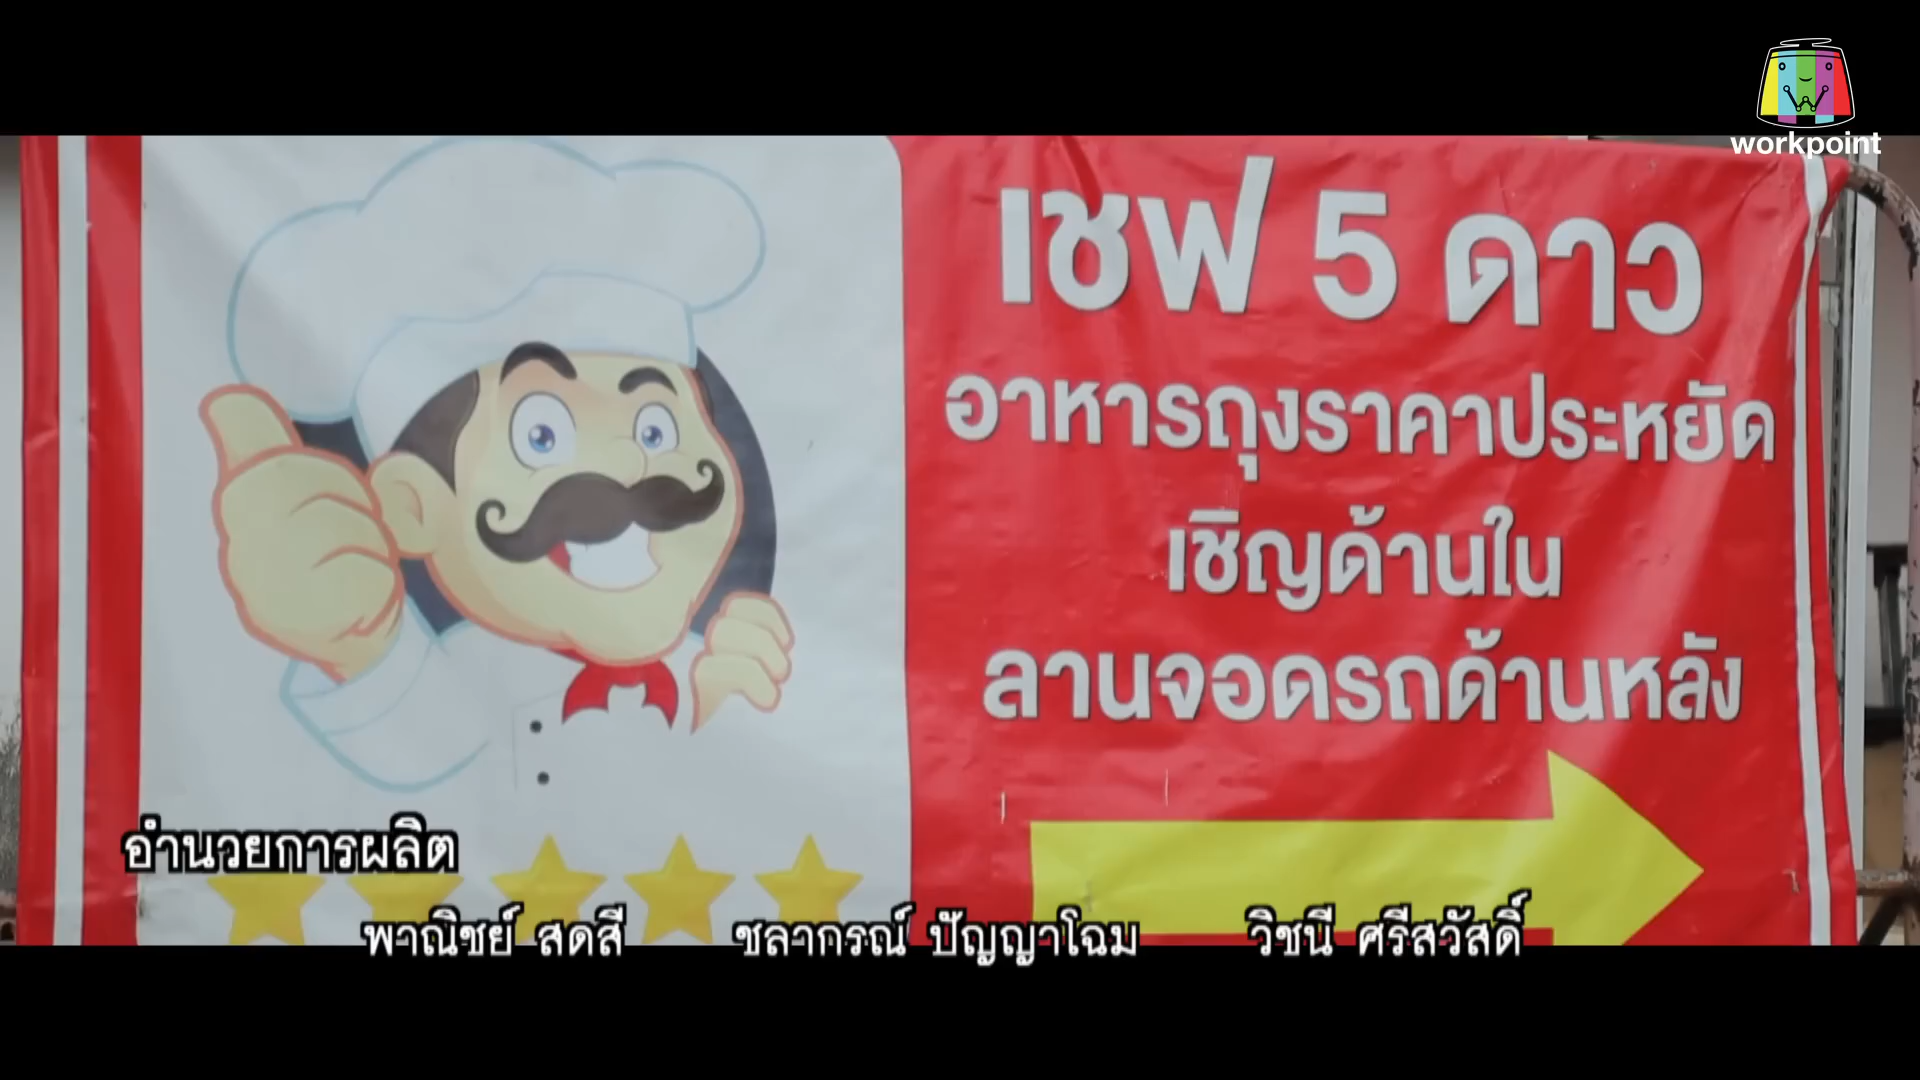 workpoint
เชฟ 5 ดาว
อาหารถุงราคาประหยัด
เชิญด้านใน
ลานจอดรถด้านหลัง
อำนวยการผลิต
พาณิชย์ สดสี ชลากรณ์ ปัญญาโฉม วิชนี ศรีสวัสดิ์